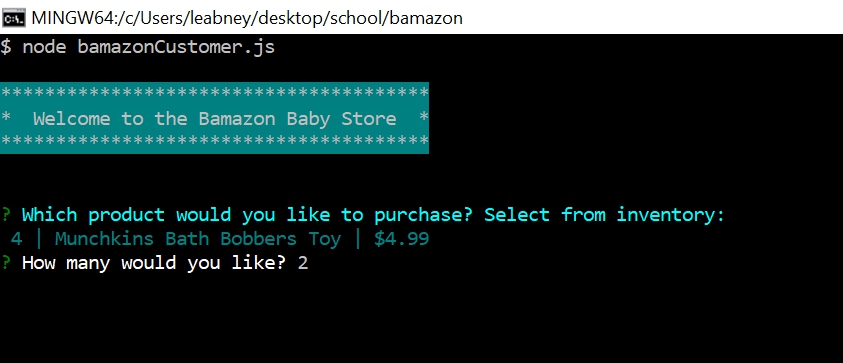 MINGW64:/c/Users/leabney/desktop/school/bamazon
$ node bamazonCustomer.js
***************************************
*  Welcome to the Bamazon Baby Store  *
***************************************
? Which product would you like to purchase? Select from inventory:
4 | Munchkins Bath Bobbers Toy | $4.99
? How many would you like? 2